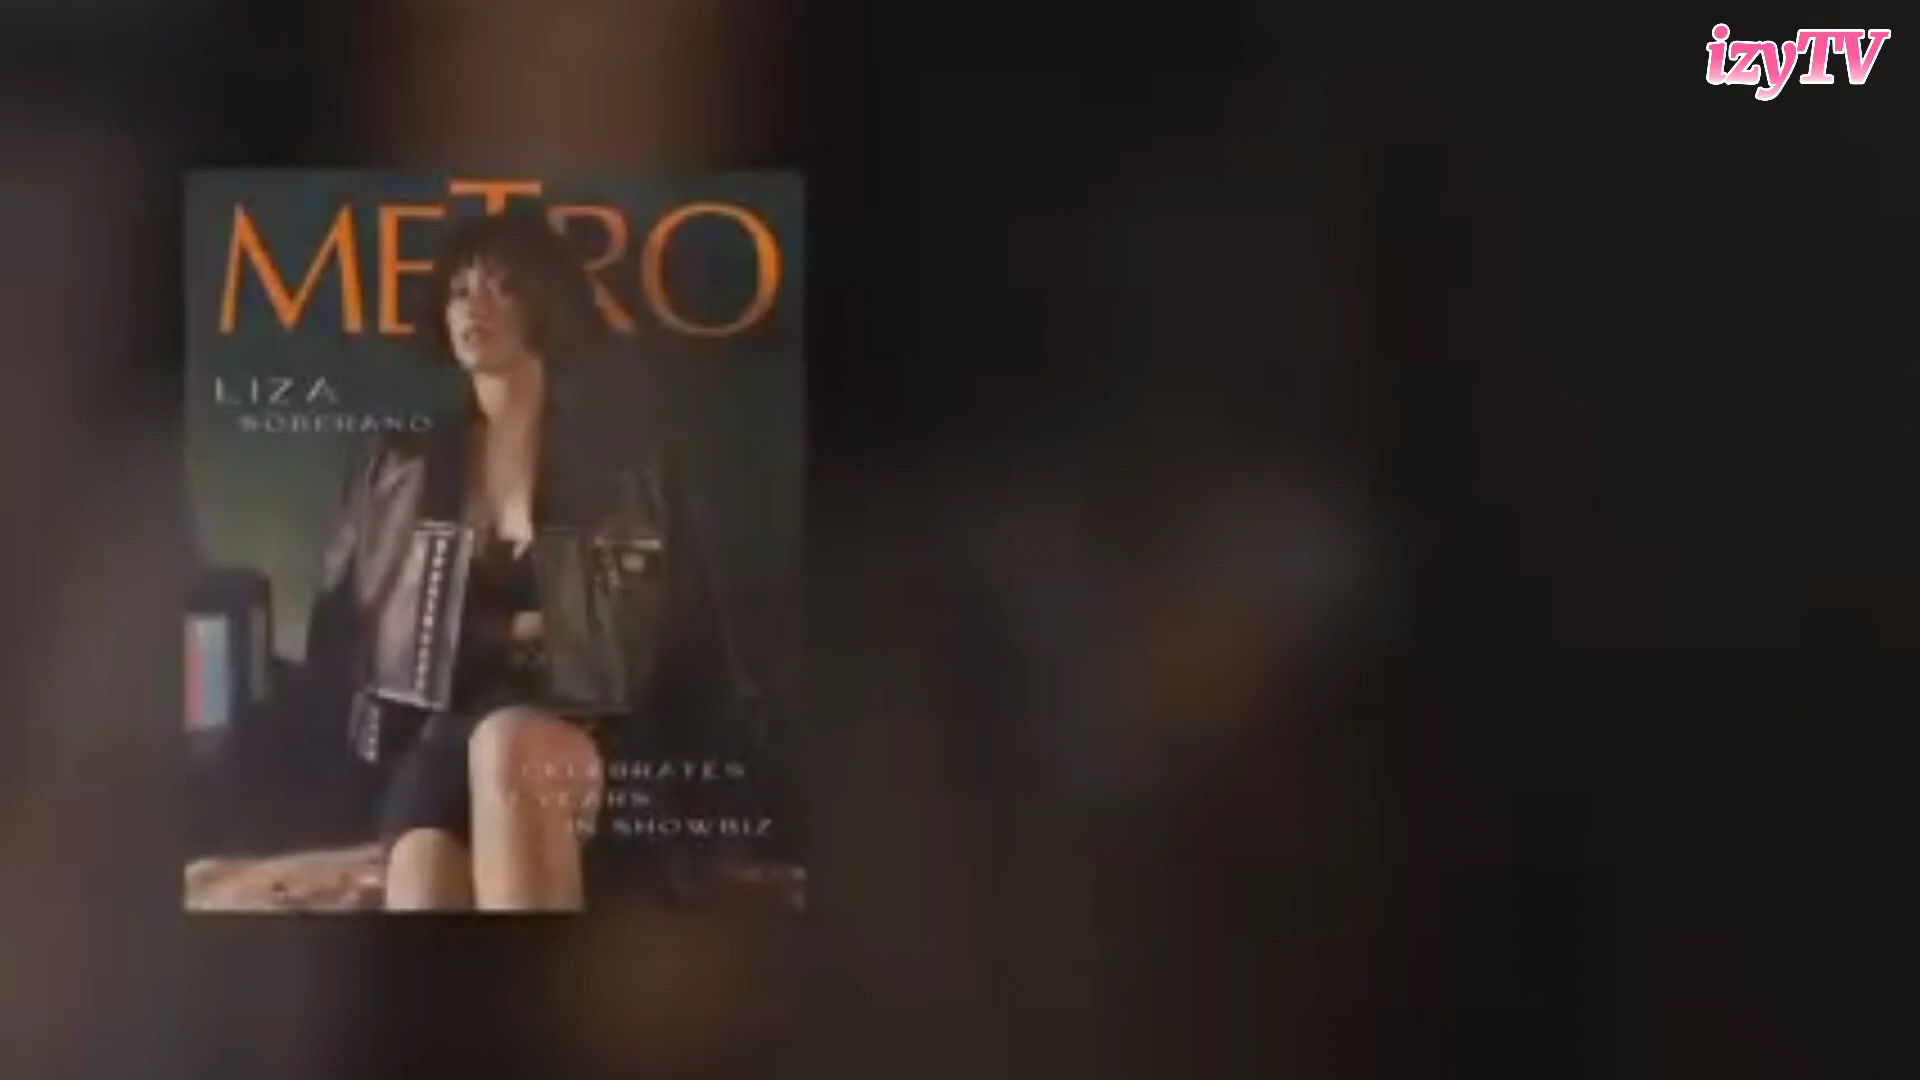 izyTV
METRO
LIZA
SOBERANO
CELEBRATES
YEARS
IN SHOWBIZ